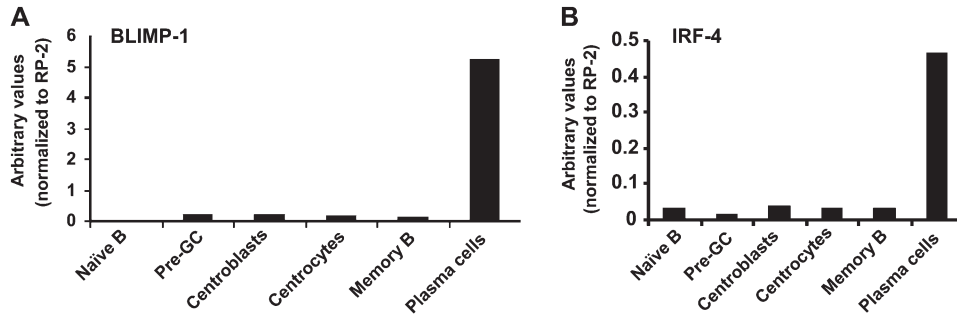 A
BLIMP-1
Arbitrary values
(normalized to RP-2)
6
5
4
3
2
1
0
Naïve B
Pre-GC
Centroblasts
Centrocytes
Memory B
Plasma cells
B
IRF-4
Arbitrary values
(normalized to RP-2)
0.5
0.4
0.3
0.2
0.1
0
Naïve B
Pre-GC
Centroblasts
Centrocytes
Memory B
Plasma cells